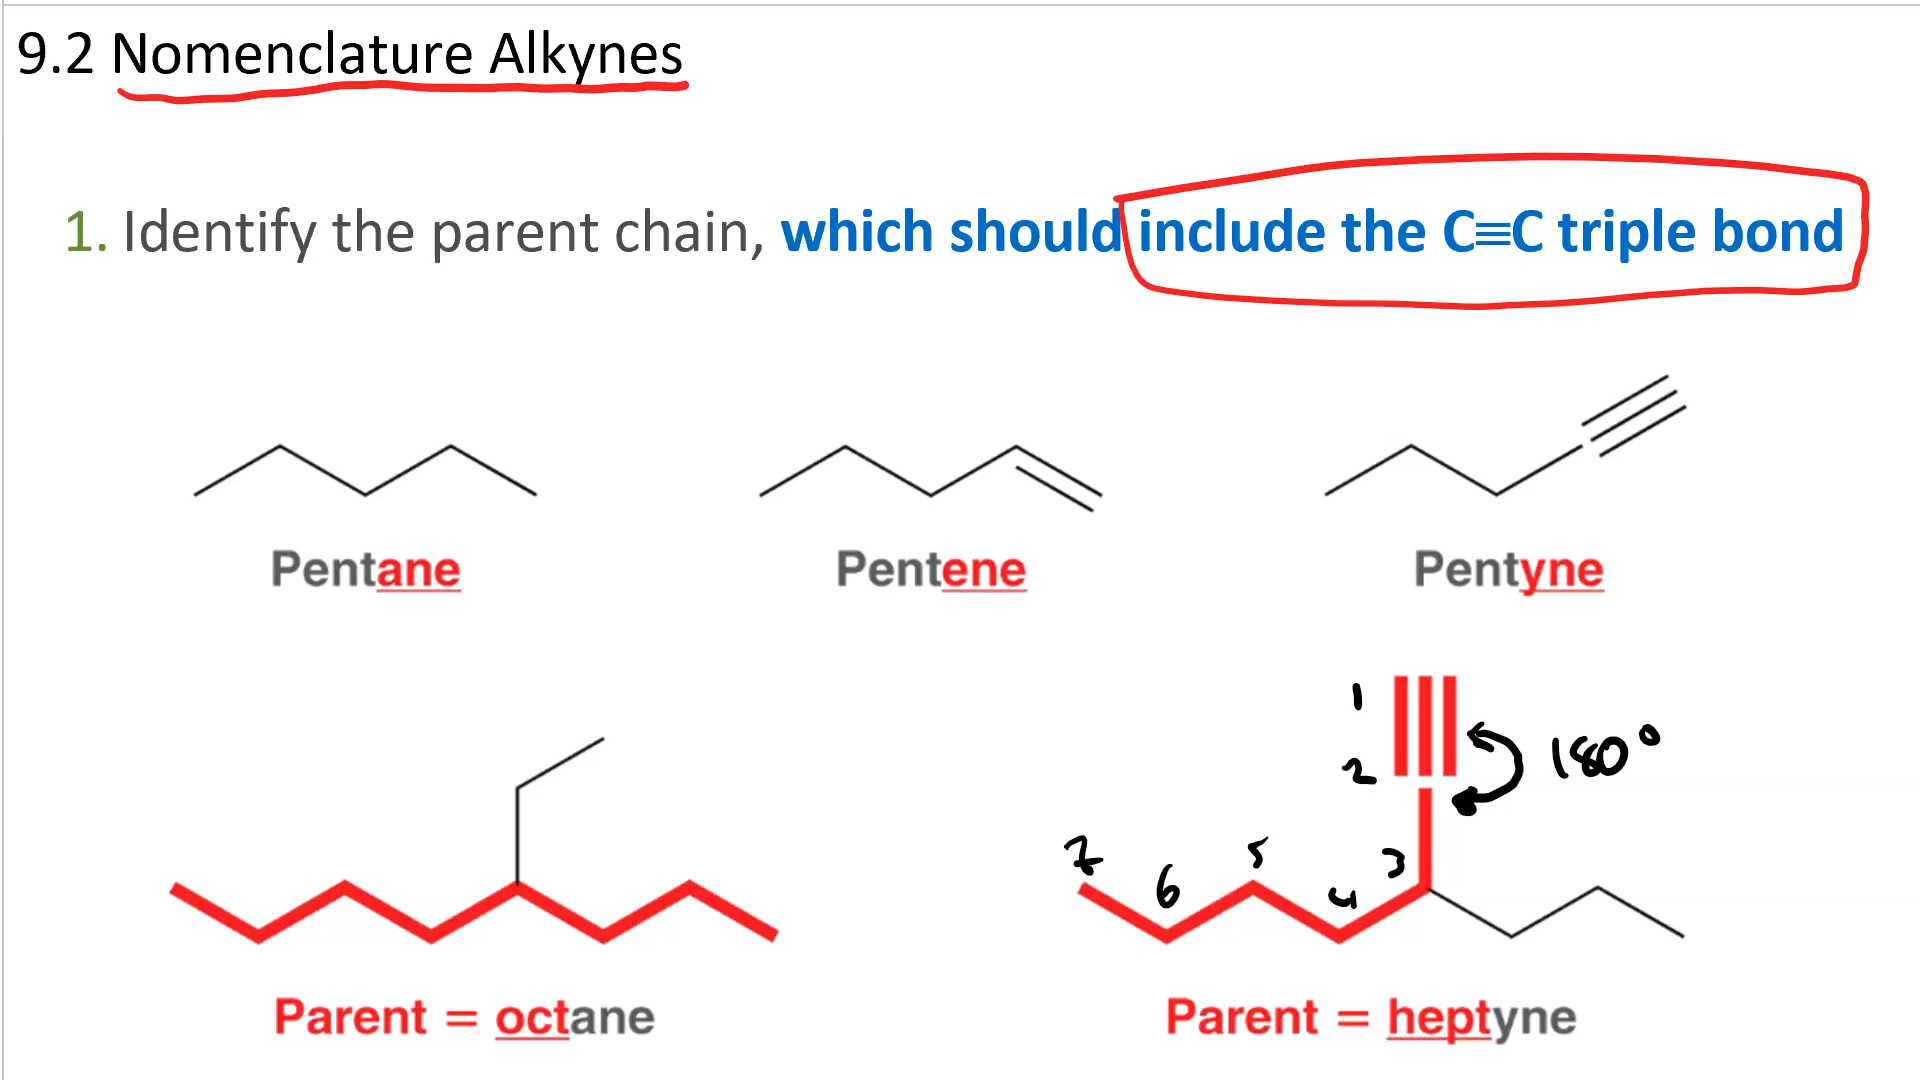 9.2 Nomenclature Alkynes
1. Identify the parent chain, which should include the C≡C triple bond
Pentane Pentene Pentyne
1
2
180°
7 6 5 4 3
Parent = octane Parent = heptyne